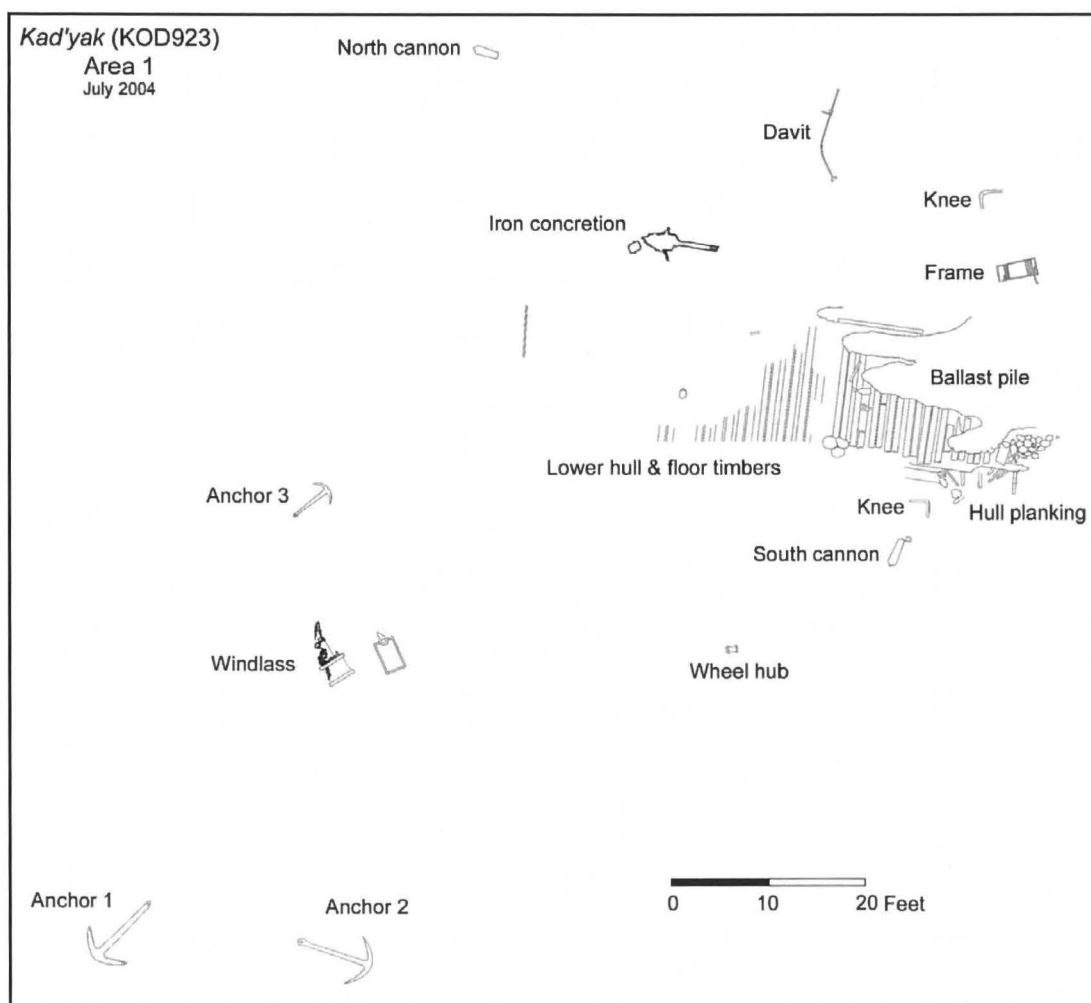 Kad'yak (KOD923)
Area 1
July 2004
North cannon
Davit
Knee
Iron concretion
Frame
Ballast pile
Lower hull & floor timbers
Anchor 3
Knee
Hull planking
South cannon
Windlass
Wheel hub
Anchor 1
Anchor 2
0 10 20 Feet